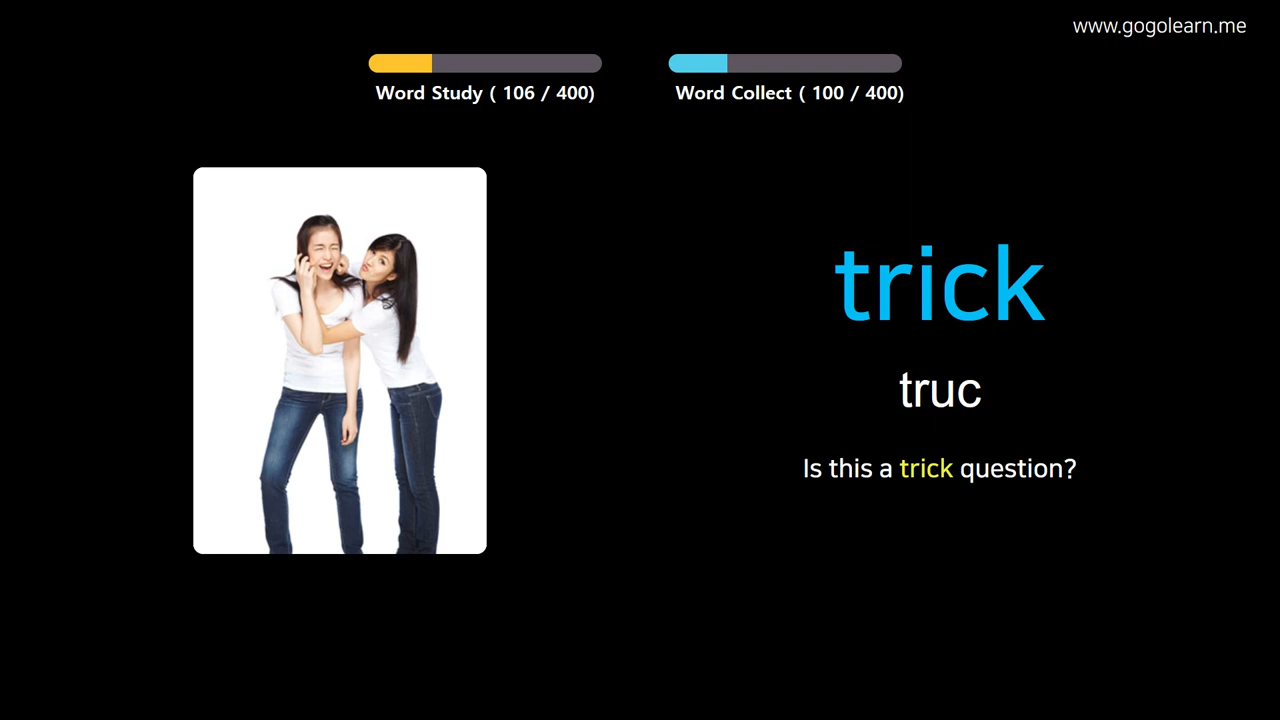 www.gogolearn.me
Word Study ( 106 / 400)
Word Collect ( 100 / 400)
trick
truc
Is this a trick question?